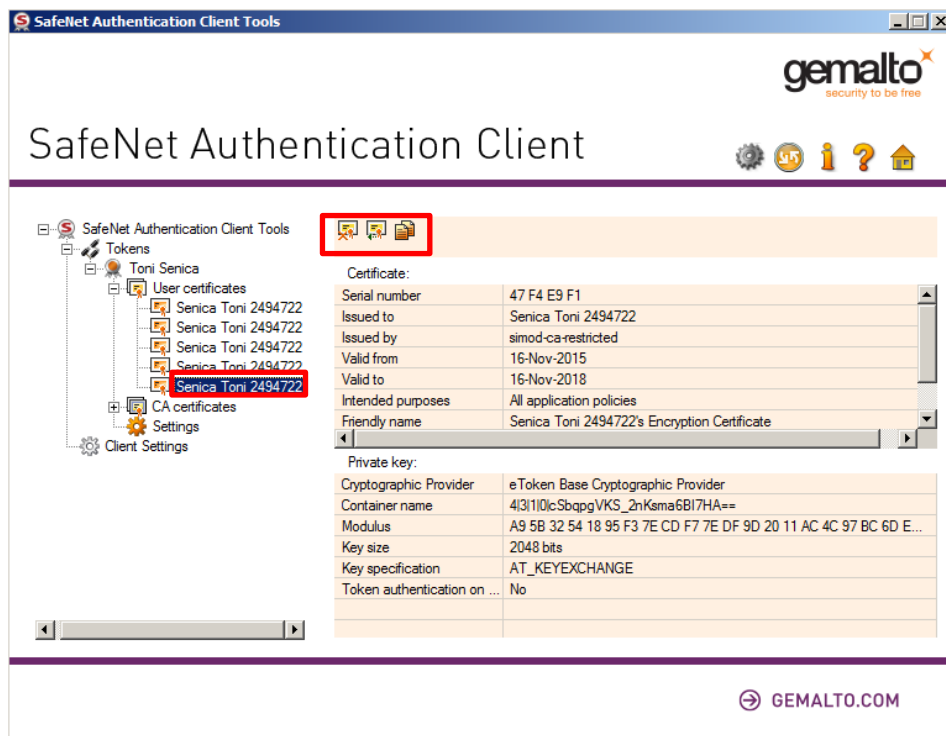 SafeNet Authentication Client Tools
gemalto
security to be free
SafeNet Authentication Client
SafeNet Authentication Client Tools
Tokens
Toni Senica
User certificates
Senica Toni 2494722
Senica Toni 2494722
Senica Toni 2494722
Senica Toni 2494722
Senica Toni 2494722
CA certificates
Settings
Client Settings
Certificate:
Serial number 47 F4 E9 F1
Issued to Senica Toni 2494722
Issued by simod-ca-restricted
Valid from 16-Nov-2015
Valid to 16-Nov-2018
Intended purposes All application policies
Friendly name Senica Toni 2494722's Encryption Certificate
Private key:
Cryptographic Provider eToken Base Cryptographic Provider
Container name 4|3|1|0|cSbqpgVKS_2nKsma6BI7HA==
Modulus A9 5B 32 54 18 95 F3 7E CD F7 7E DF 9D 20 11 AC 4C 97 BC 6D E...
Key size 2048 bits
Key specification AT_KEYEXCHANGE
Token authentication on ... No
GEMALTO.COM